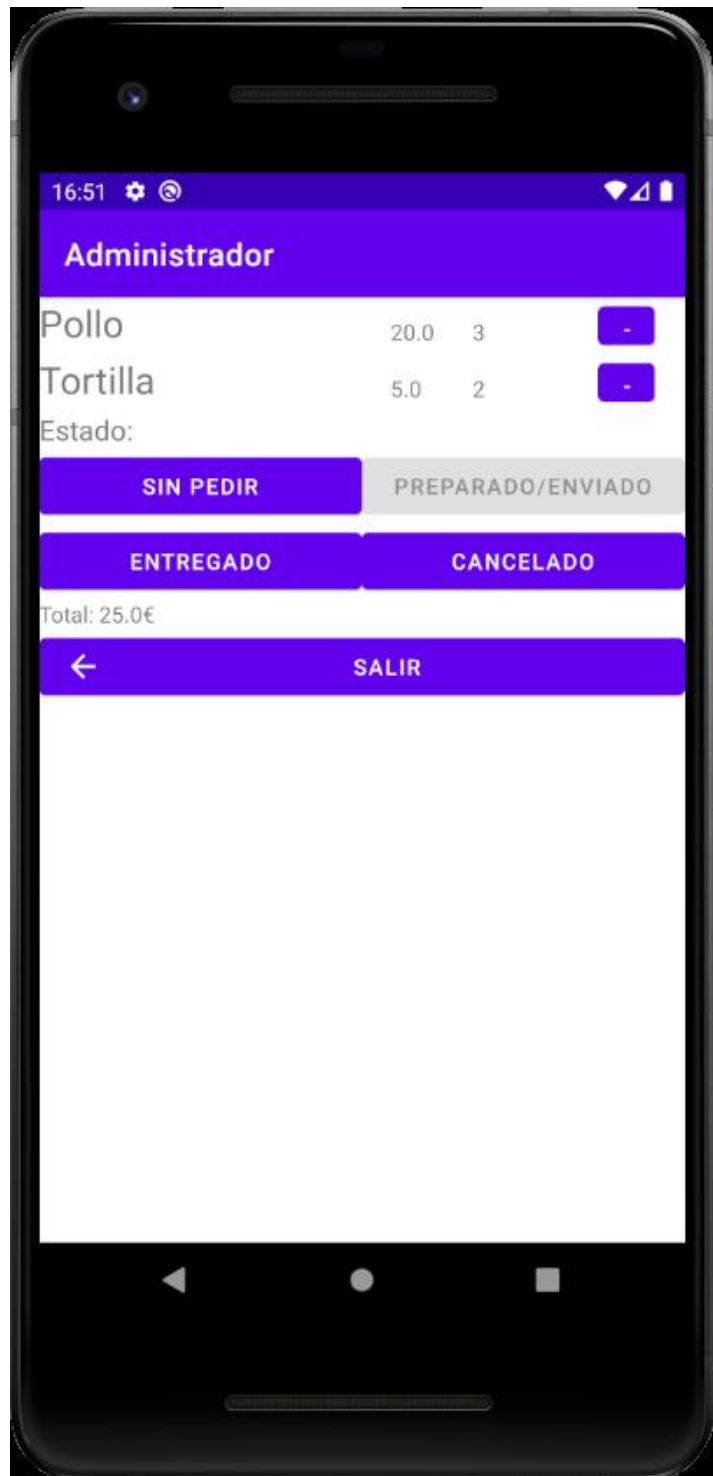 16:51
Administrador
Pollo 20.0 3 -
Tortilla 5.0 2 -
Estado:
SIN PEDIR PREPARADO/ENVIADO
ENTREGADO CANCELADO
Total: 25.0€
SALIR